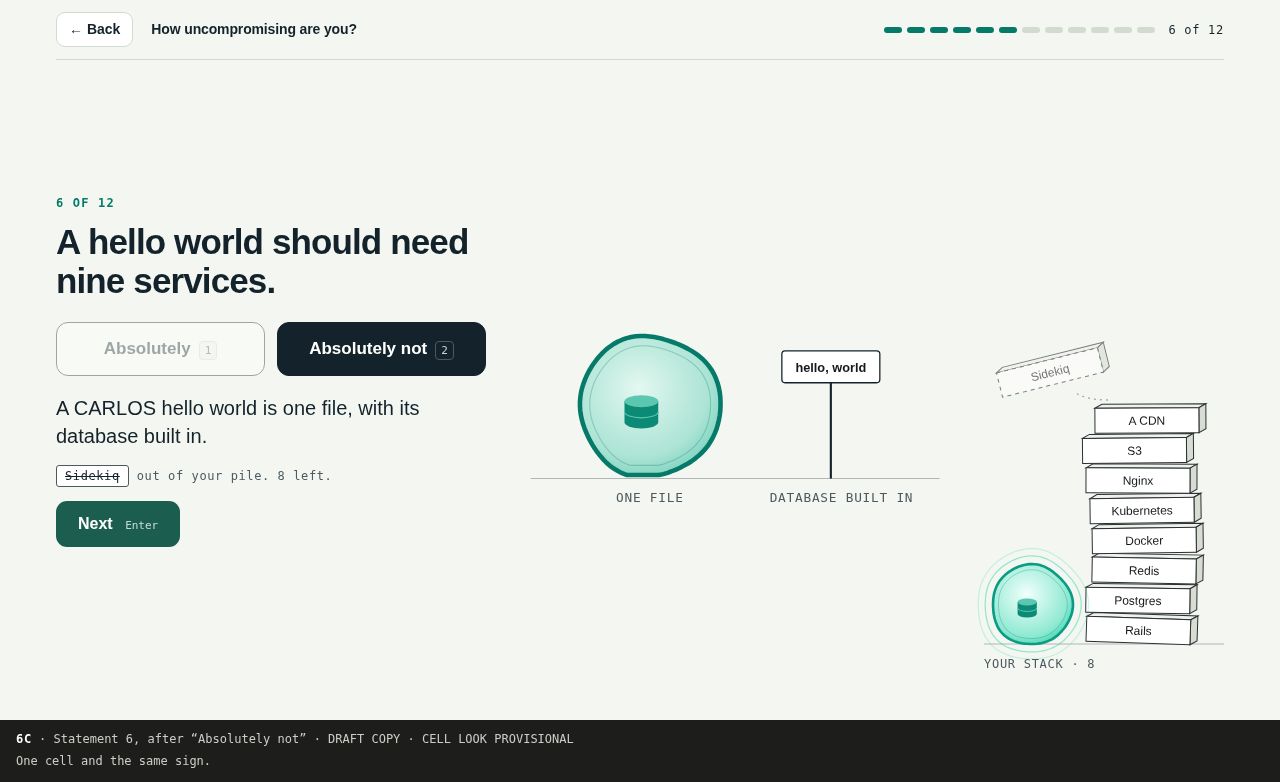 ← Back
How uncompromising are you?
6 of 12
6 OF 12
A hello world should need
nine services.
Absolutely 1
Absolutely not 2
A CARLOS hello world is one file, with its
database built in.
Sidekiq out of your pile. 8 left.
Next Enter
hello, world
ONE FILE
DATABASE BUILT IN
Sidekiq
A CDN
S3
Nginx
Kubernetes
Docker
Redis
Postgres
Rails
YOUR STACK · 8
6C · Statement 6, after “Absolutely not” · DRAFT COPY · CELL LOOK PROVISIONAL
One cell and the same sign.